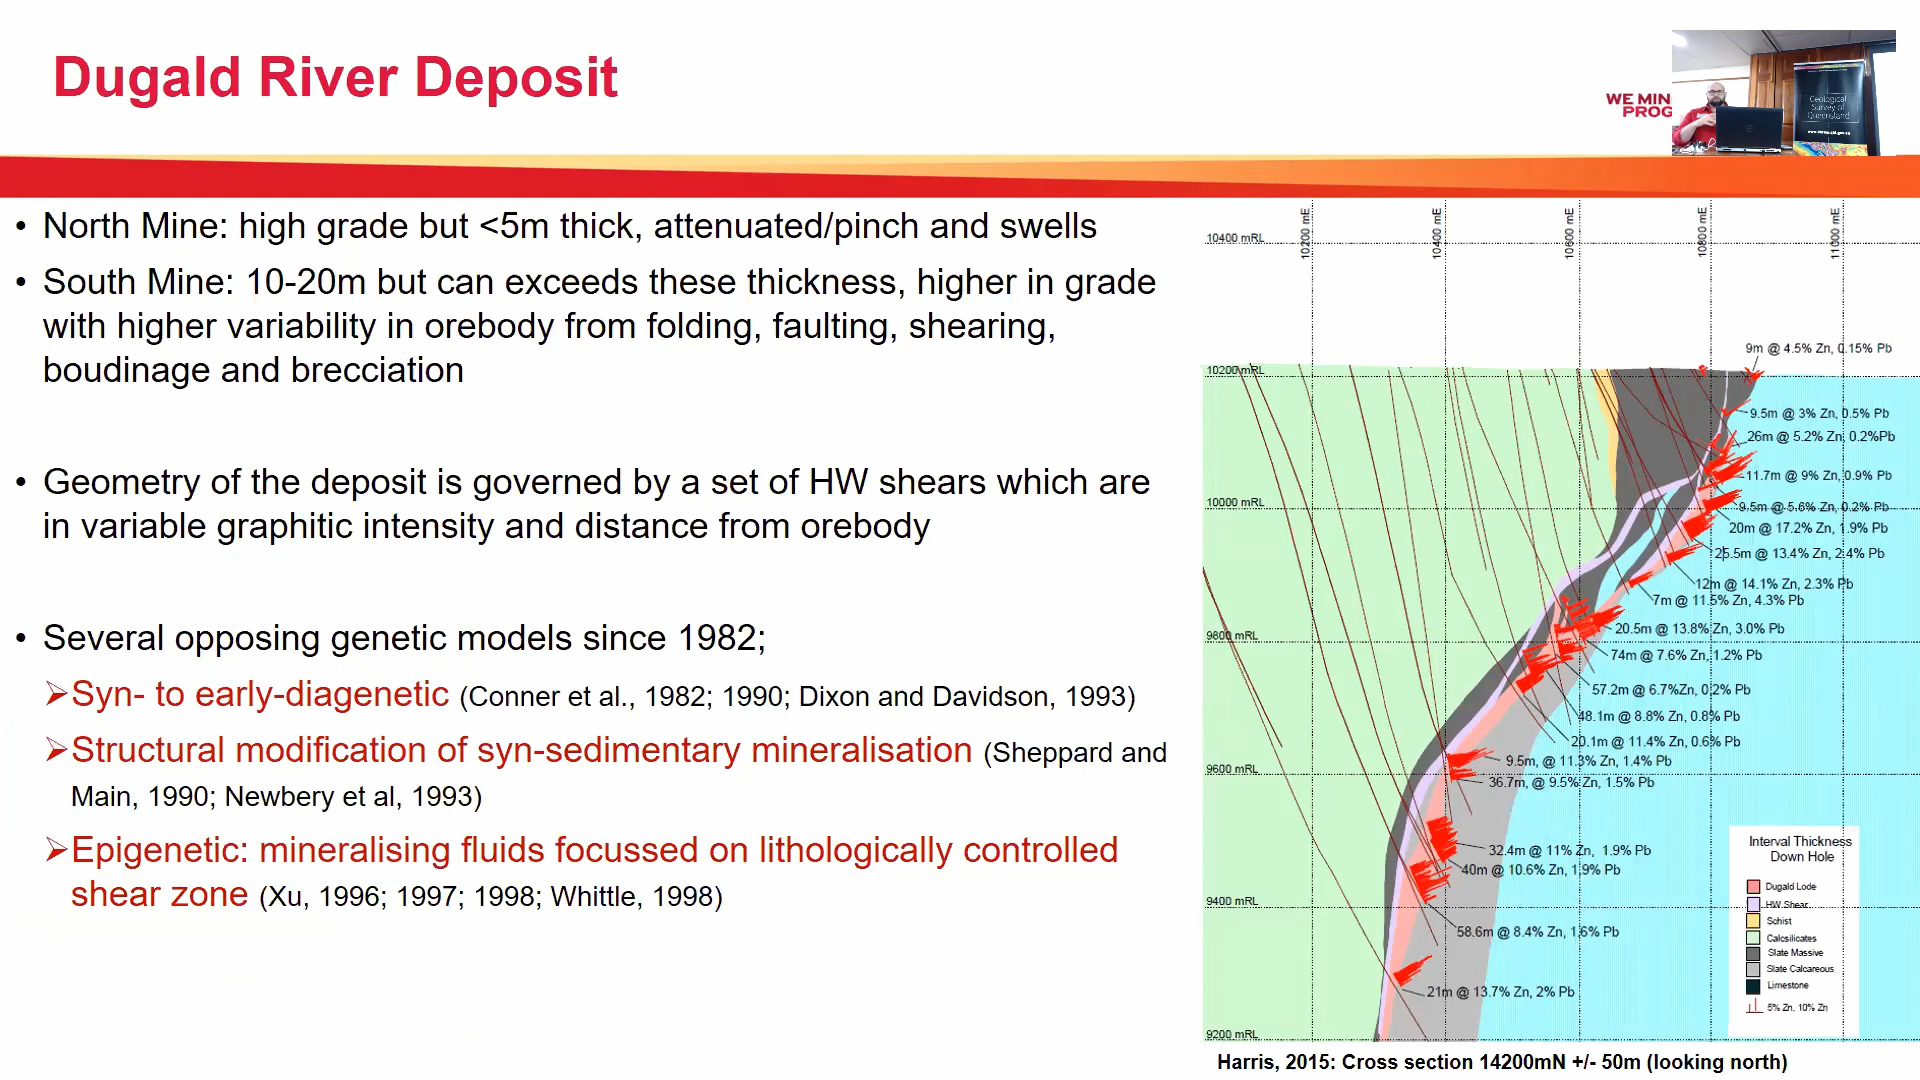 Dugald River Deposit
WE MIN
PROG
Geological
Survey of
Queensland
• North Mine: high grade but <5m thick, attenuated/pinch and swells
• South Mine: 10-20m but can exceeds these thickness, higher in grade
with higher variability in orebody from folding, faulting, shearing,
boudinage and brecciation
• Geometry of the deposit is governed by a set of HW shears which are
in variable graphitic intensity and distance from orebody
• Several opposing genetic models since 1982;
➢Syn- to early-diagenetic (Conner et al., 1982; 1990; Dixon and Davidson, 1993)
➢Structural modification of syn-sedimentary mineralisation (Sheppard and
Main, 1990; Newbery et al, 1993)
➢Epigenetic: mineralising fluids focussed on lithologically controlled
shear zone (Xu, 1996; 1997; 1998; Whittle, 1998)
10200 mE
10400 mE
10600 mE
10800 mE
11000 mE
10400 mRL
10200 mRL
10000 mRL
9800 mRL
9600 mRL
9400 mRL
9200 mRL
9m @ 4.5% Zn, 0.15% Pb
9.5m @ 3% Zn, 0.5% Pb
26m @ 5.2% Zn, 0.2%Pb
11.7m @ 9% Zn, 0.9% Pb
9.5m @ 5.6% Zn, 0.2% Pb
20m @ 17.2% Zn, 1.9% Pb
25.5m @ 13.4% Zn, 2.4% Pb
12m @ 14.1% Zn, 2.3% Pb
7m @ 11.5% Zn, 4.3% Pb
20.5m @ 13.8% Zn, 3.0% Pb
74m @ 7.6% Zn, 1.2% Pb
57.2m @ 6.7%Zn, 0.2% Pb
48.1m @ 8.8% Zn, 0.8% Pb
20.1m @ 11.4% Zn, 0.6% Pb
9.5m, @ 11.3% Zn, 1.4% Pb
36.7m, @ 9.5% Zn, 1.5% Pb
32.4m @ 11% Zn, 1.9% Pb
40m @ 10.6% Zn, 1.9% Pb
58.6m @ 8.4% Zn, 1.6% Pb
21m @ 13.7% Zn, 2% Pb
Interval Thickness
Down Hole
Dugald Lode
HW Shear
Schist
Calcsilicates
Slate Massive
Slate Calcareous
Limestone
5% Zn, 10% Zn
Harris, 2015: Cross section 14200mN +/- 50m (looking north)